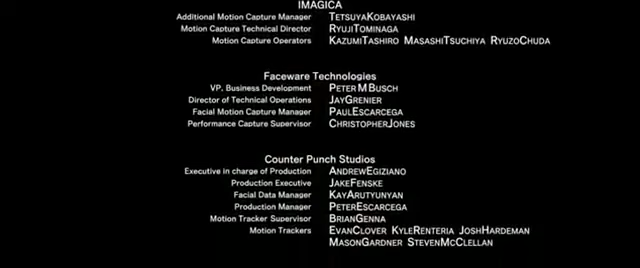 IMAGICA
Additional Motion Capture Manager TETSUYAKOBAYASHI
Motion Capture Technical Director RYUJITOMINAGA
Motion Capture Operators KAZUMITASHIRO MASASHITSUCHIYA RYUZOCHUDA
Faceware Technologies
VP. Business Development PETER M BUSCH
Director of Technical Operations JAYGRENIER
Facial Motion Capture Manager PAULESCARCEGA
Performance Capture Supervisor CHRISTOPHERJONES
Counter Punch Studios
Executive in charge of Production ANDREWEGIZIANO
Production Executive JAKEFENSKE
Facial Data Manager KAYARUTYUNYAN
Production Manager PETERESCARCEGA
Motion Tracker Supervisor BRIANGENNA
Motion Trackers EVANCLOVER KYLERENTERIA JOSHHARDEMAN
MASONGARDNER STEVENMCCLELLAN